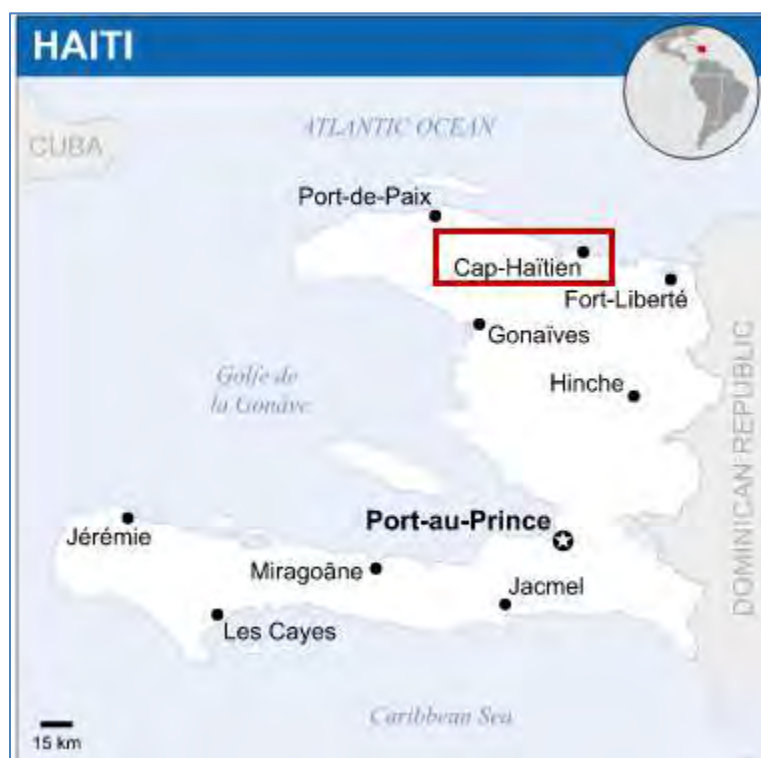 HAITI
ATLANTIC OCEAN
CUBA
Port-de-Paix
Cap-Haïtien
Fort-Liberté
Gonaïves
Golfe de
la Gonâve
Hinche
DOMINICAN REPUBLIC
Port-au-Prince
Jérémie
Miragoâne
Jacmel
Les Cayes
Caribbean Sea
15 km